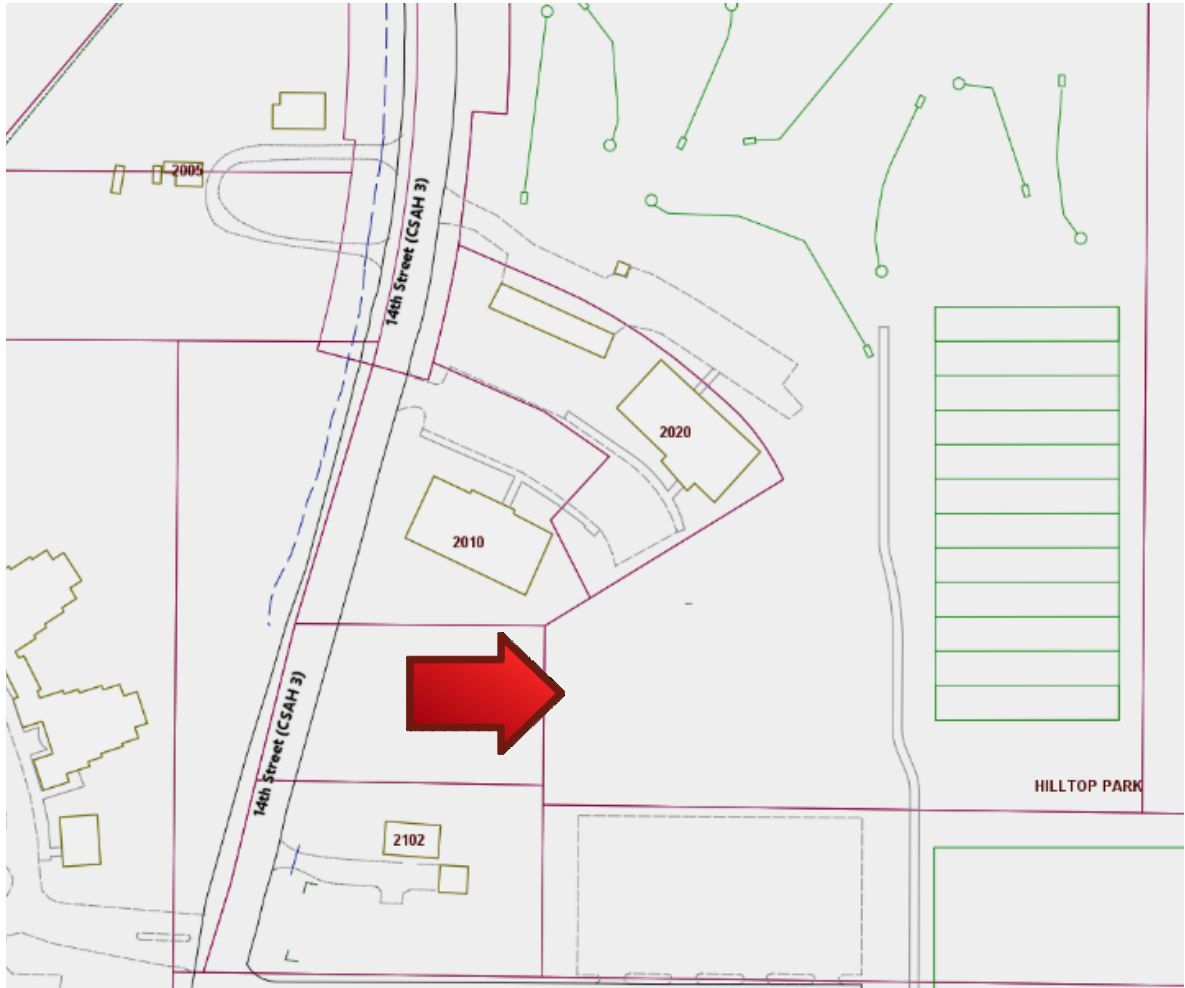 2005
14th Street (CSAH 3)
2020
2010
14th Street (CSAH 3)
HILLTOP PARK
2102